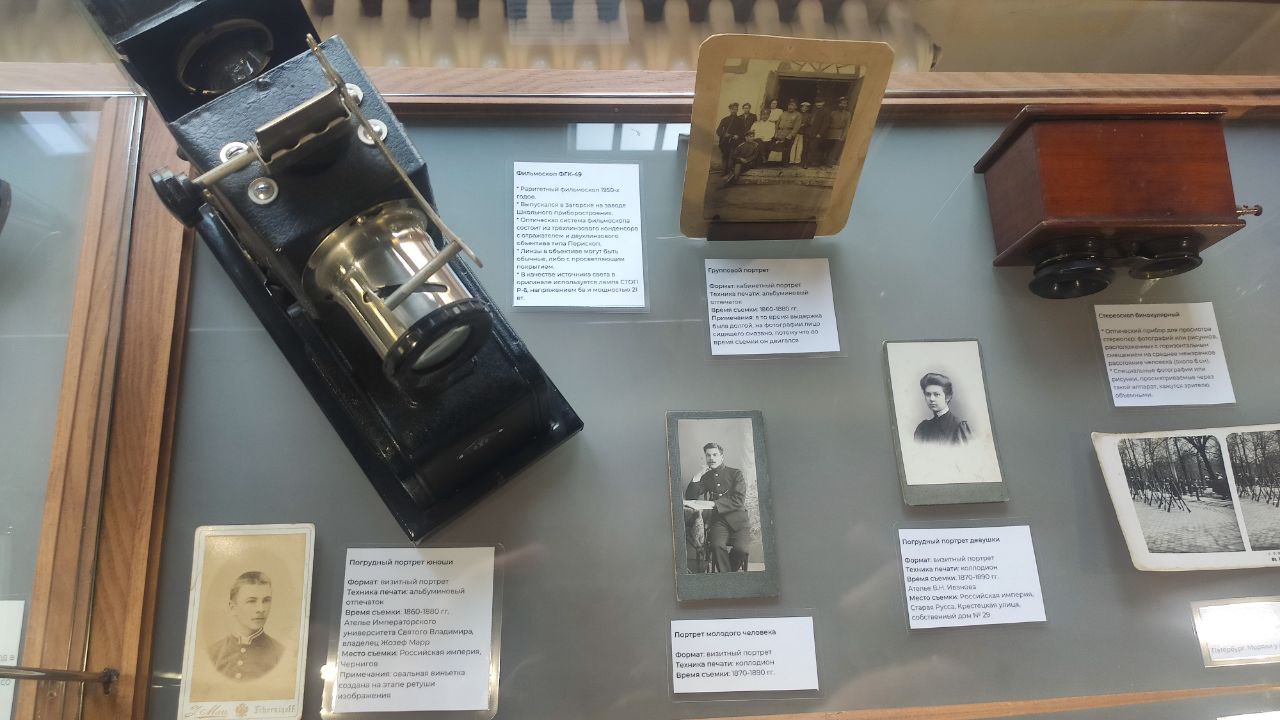 Фильмоскоп ФГК-49
* Раритетный фильмоскоп 1950-х
годов.
* Выпускался в Загорске на заводе
Школьного приборостроения.
* Оптическая система фильмоскопа
состоит из трёхлинзового конденсора
с отражателем и двухлинзового
объектива типа Перископ.
* Линзы в объективе могут быть
обычные, либо с просветляющим
покрытием.
* В качестве источника света в
оригинале используется лампа СТОП
Р-6, напряжением 6в и мощностью 21
вт.
Групповой портрет
Формат: кабинетный портрет
Техника печати: альбуминовый
отпечаток
Время съемки: 1860-1880 гг.
Примечания: в то время выдержка
была долгой, на фотографии лицо
сидящего смазано, потому что во
время съемки он двигался
Стереоскоп бинокулярный
* Оптический прибор для просмотра
стереопар: фотографий или рисунков,
расположенных с горизонтальным
смещением на среднее межзрачковое
расстояние человека (около 6 см).
* Специальные фотографии или
рисунки, просматриваемые через
такой аппарат, кажутся зрителю
объемными.
Погрудный портрет юноши
Формат: визитный портрет
Техника печати: альбуминовый
отпечаток
Время съемки: 1860-1880 гг.
Ателье Императорского
университета Святого Владимира,
владелец Жозеф Марр
Место съемки: Российская империя,
Чернигов
Примечания: овальная виньетка
создана на этапе ретуши
изображения
Портрет молодого человека
Формат: визитный портрет
Техника печати: коллодион
Время съемки: 1870-1890 гг.
Погрудный портрет девушки
Формат: визитный портрет
Техника печати: коллодион
Время съемки: 1870-1890 гг.
Ателье В.Н. Иванова
Место съемки: Российская империя,
Старая Русса, Крестецкая улица,
собственный дом № 29
Петербург. Моряки у